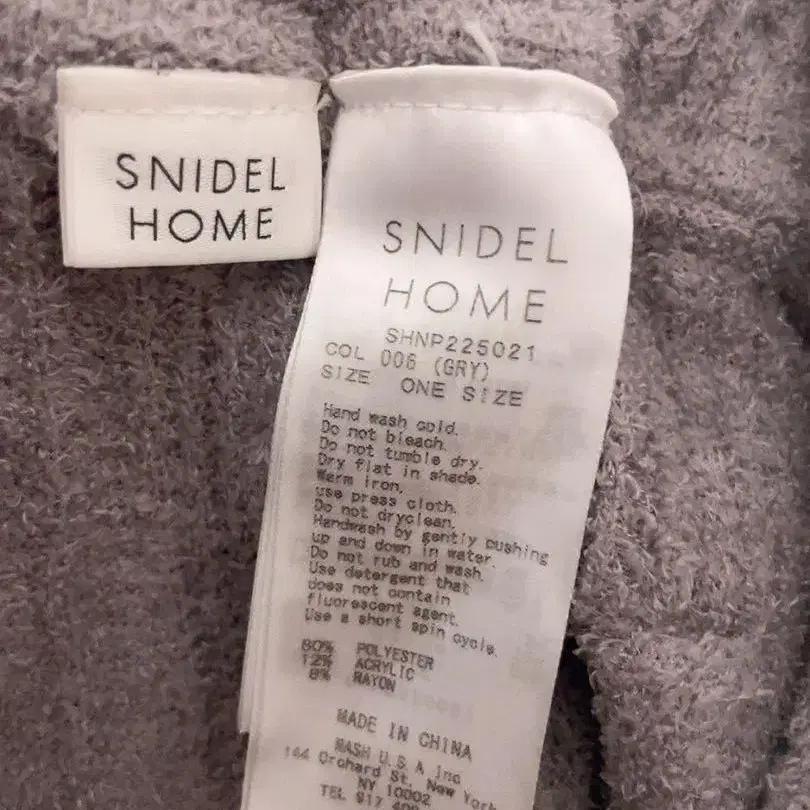 SNIDEL
HOME
SNIDEL
HOME
SHNP225021
COL 006 (GRY)
SIZE ONE SIZE
Hand wash cold.
Do not bleach.
Do not tumble dry.
Dry flat in shade.
Warm iron.
use press cloth.
Do not dryclean.
Handwash by gently pushing
up and down in water.
Do not rub and wash.
Use detergent that
does not contain
fluorescent agent.
Use a short spin cycle.
80% POLYESTER
12% ACRYLIC
8% RAYON
MADE IN CHINA
MASH U.S.A Inc
144 Orchard St. New York
NY 10002
TEL 917